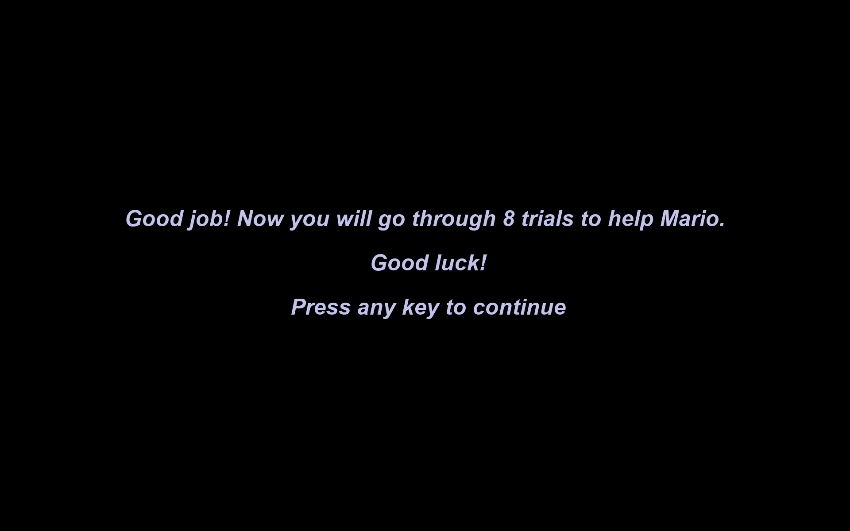 Good job! Now you will go through 8 trials to help Mario.
Good luck!
Press any key to continue